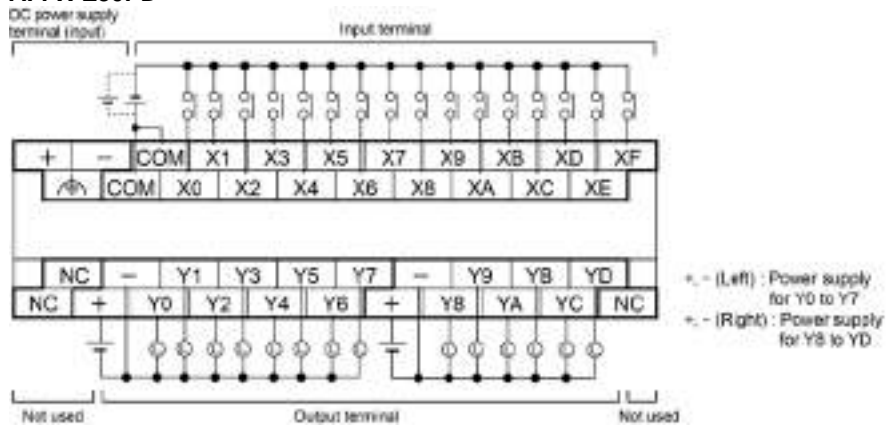 DC power supply
terminal (input)
Input terminal
+ - COM X1 X3 X5 X7 X9 XB XD XF
COM X0 X2 X4 X6 X8 XA XC XE
NC - Y1 Y3 Y5 Y7 - Y9 YB YD
NC + Y0 Y2 Y4 Y6 + Y8 YA YC NC
+, - (Left) : Power supply
for Y0 to Y7
+, - (Right) : Power supply
for Y8 to YD
L L L L L L L L L L L L L L
Not used
Output terminal
Not used